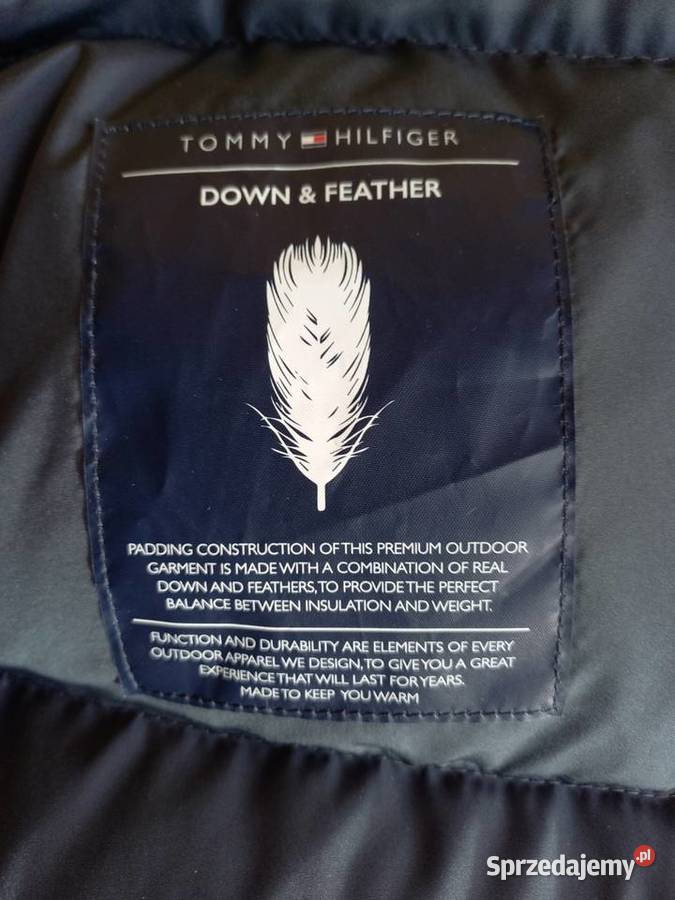 TOMMY HILFIGER
DOWN & FEATHER
PADDING CONSTRUCTION OF THIS PREMIUM OUTDOOR
GARMENT IS MADE WITH A COMBINATION OF REAL
DOWN AND FEATHERS, TO PROVIDE THE PERFECT
BALANCE BETWEEN INSULATION AND WEIGHT.
FUNCTION AND DURABILITY ARE ELEMENTS OF EVERY
OUTDOOR APPAREL WE DESIGN, TO GIVE YOU A GREAT
EXPERIENCE THAT WILL LAST FOR YEARS.
MADE TO KEEP YOU WARM
Sprzedajemy.pl